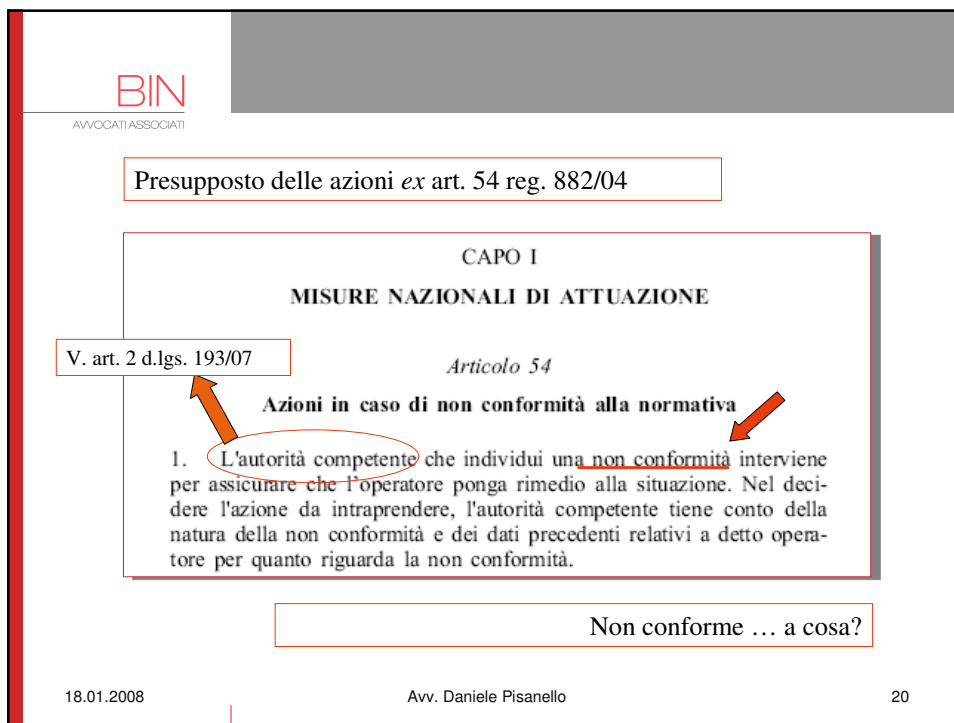 BIN
AVVOCATI ASSOCIATI
Presupposto delle azioni ex art. 54 reg. 882/04
CAPO I
MISURE NAZIONALI DI ATTUAZIONE
V. art. 2 d.lgs. 193/07
Articolo 54
Azioni in caso di non conformità alla normativa
1. L'autorità competente che individui una non conformità interviene
per assicurare che l'operatore ponga rimedio alla situazione. Nel deci-
dere l'azione da intraprendere, l'autorità competente tiene conto della
natura della non conformità e dei dati precedenti relativi a detto opera-
tore per quanto riguarda la non conformità.
Non conforme … a cosa?
18.01.2008
Avv. Daniele Pisanello
20